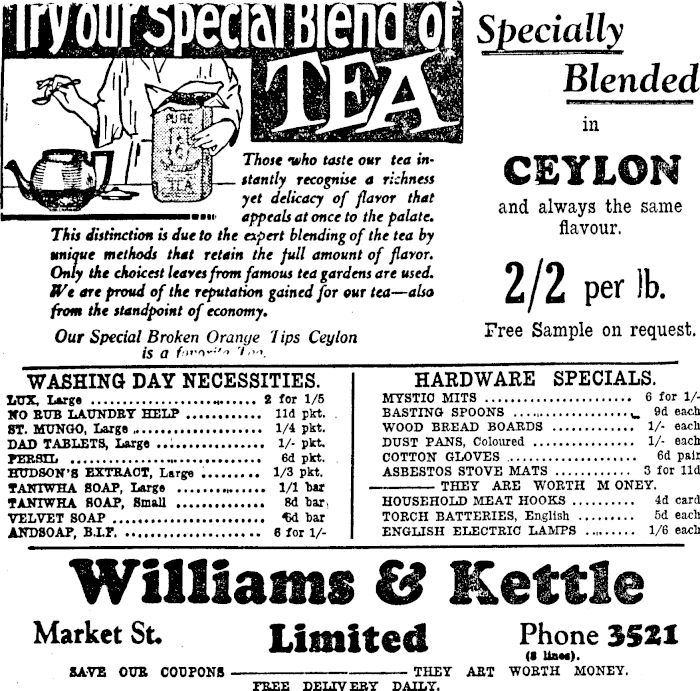 Try our Special Blend of
TEA
PURE
TEA
Those who taste our tea in-
stantly recognise a richness
yet delicacy of flavor that
appeals at once to the palate.
This distinction is due to the expert blending of the tea by
unique methods that retain the full amount of flavor.
Only the choicest leaves from famous tea gardens are used.
We are proud of the reputation gained for our tea—also
from the standpoint of economy.
Our Special Broken Orange Tips Ceylon
is a favorite Tea.
Specially
Blended
in
CEYLON
and always the same
flavour.
2/2 per lb.
Free Sample on request.
WASHING DAY NECESSITIES.
LUX, Large .......................... 2 for 1/5
NO RUB LAUNDRY HELP ............ 11d pkt.
ST. MUNGO, Large .................... 1/4 pkt.
DAD TABLETS, Large ................. 1/- pkt.
PERSIL ................................ 6d pkt.
HUDSON'S EXTRACT, Large ......... 1/3 pkt.
TANIWHA SOAP, Large .............. 1/1 bar
TANIWHA SOAP, Small .............. 8d bar
VELVET SOAP ........................ 6d bar
ANDSOAP, B.I.F. ..................... 6 for 1/-
HARDWARE SPECIALS.
MYSTIC MITS ........................ 6 for 1/-
BASTING SPOONS .................... 9d each
WOOD BREAD BOARDS ............... 1/- each
DUST PANS, Coloured ................ 1/- each
COTTON GLOVES ..................... 6d pair
ASBESTOS STOVE MATS ............ 3 for 11d
THEY ARE WORTH MONEY.
HOUSEHOLD MEAT HOOKS .......... 4d card
TORCH BATTERIES, English .......... 5d each
ENGLISH ELECTRIC LAMPS ......... 1/6 each
Williams & Kettle
Limited
Market St.
Phone 3521
(3 lines).
SAVE OUR COUPONS — THEY ART WORTH MONEY.
FREE DELIVERY DAILY.